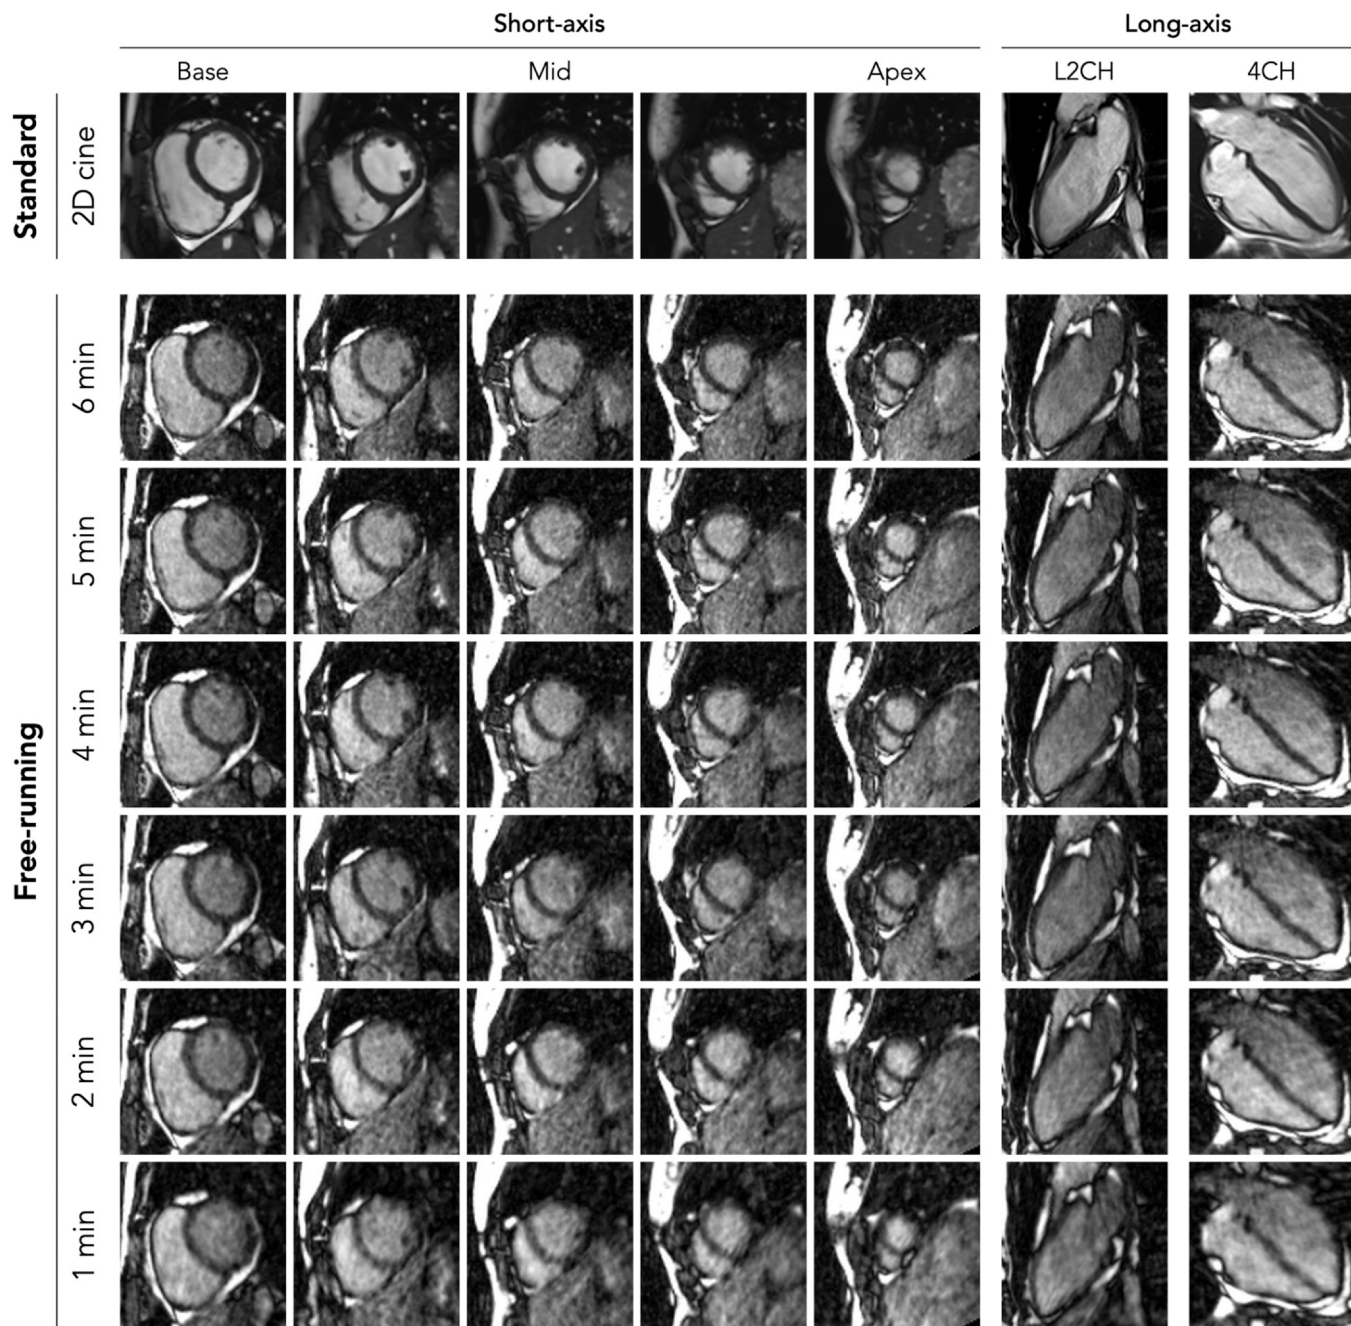 Short-axis
Long-axis
Base
Mid
Apex
L2CH
4CH
Standard
2D cine
Free-running
6 min
5 min
4 min
3 min
2 min
1 min